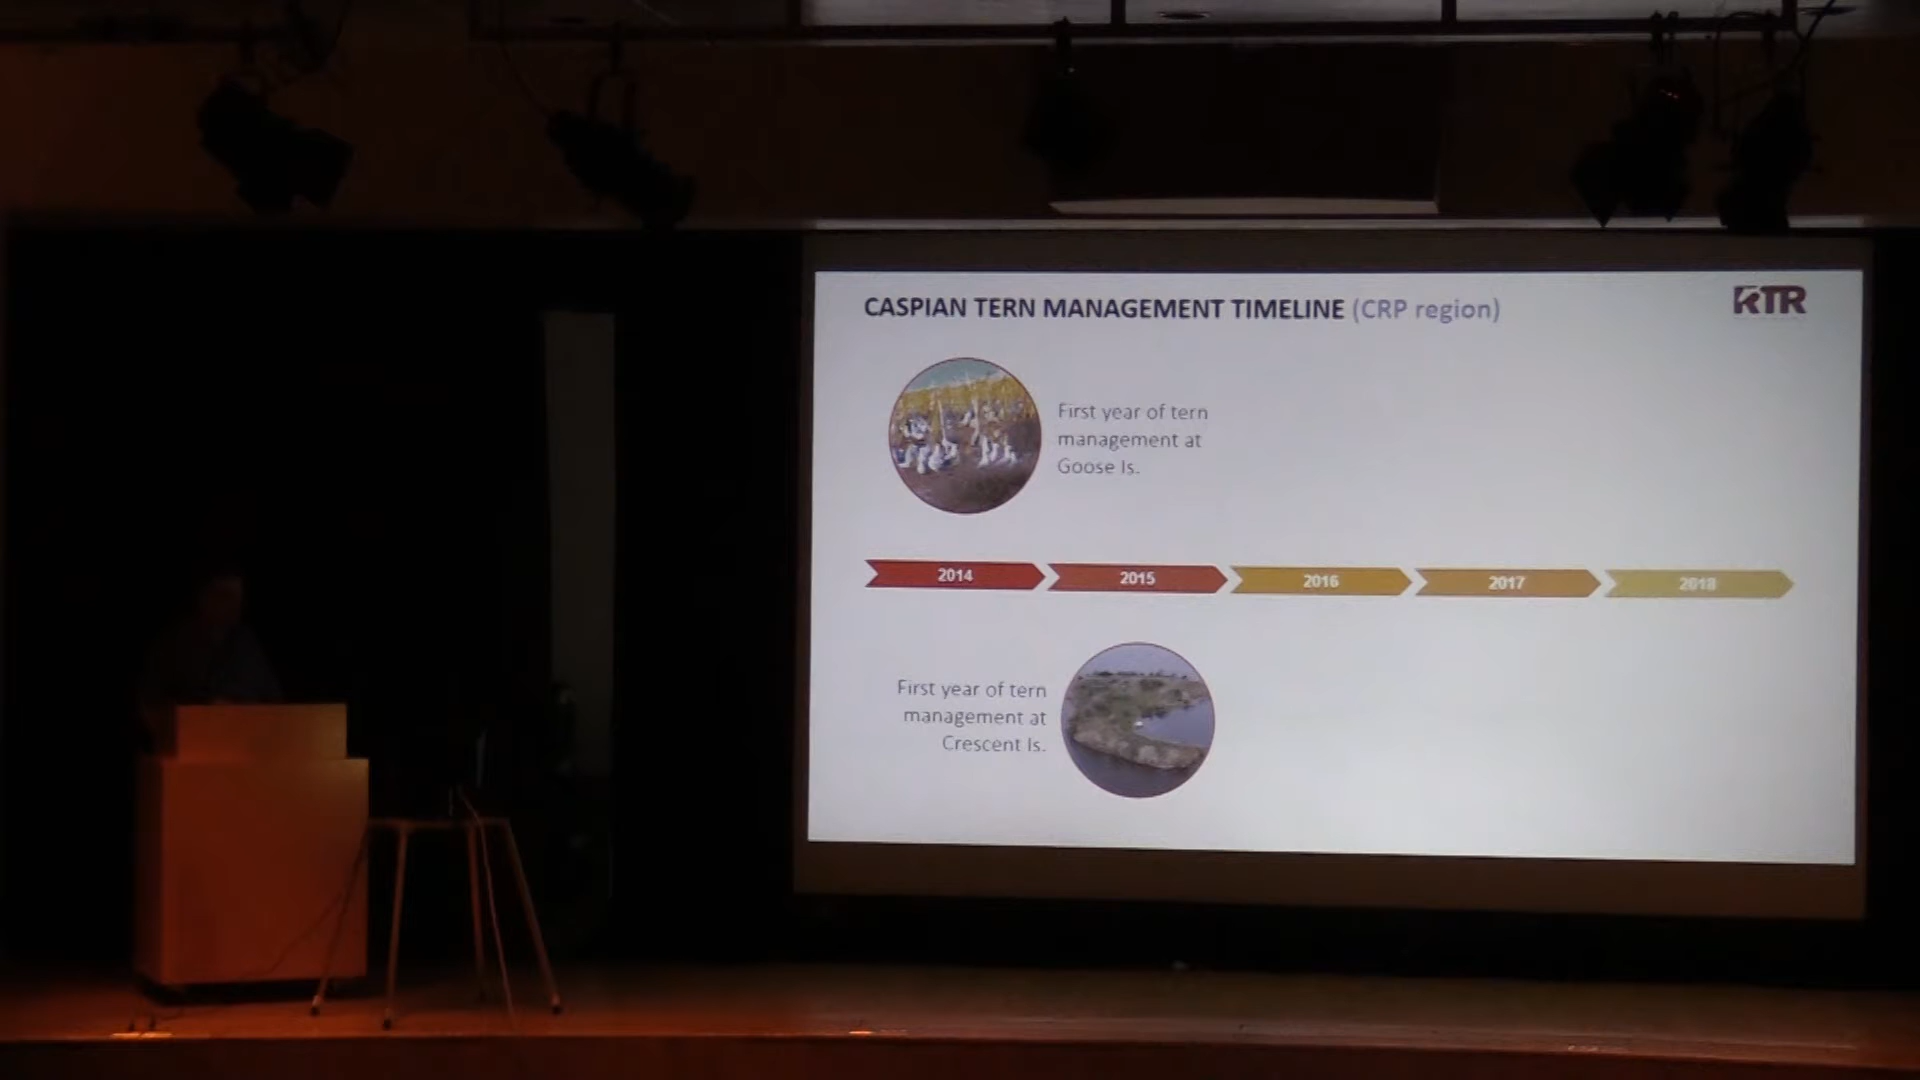 CASPIAN TERN MANAGEMENT TIMELINE (CRP region)
RTR
First year of tern
management at
Goose Is.
2014 2015 2016 2017 2018
First year of tern
management at
Crescent Is.